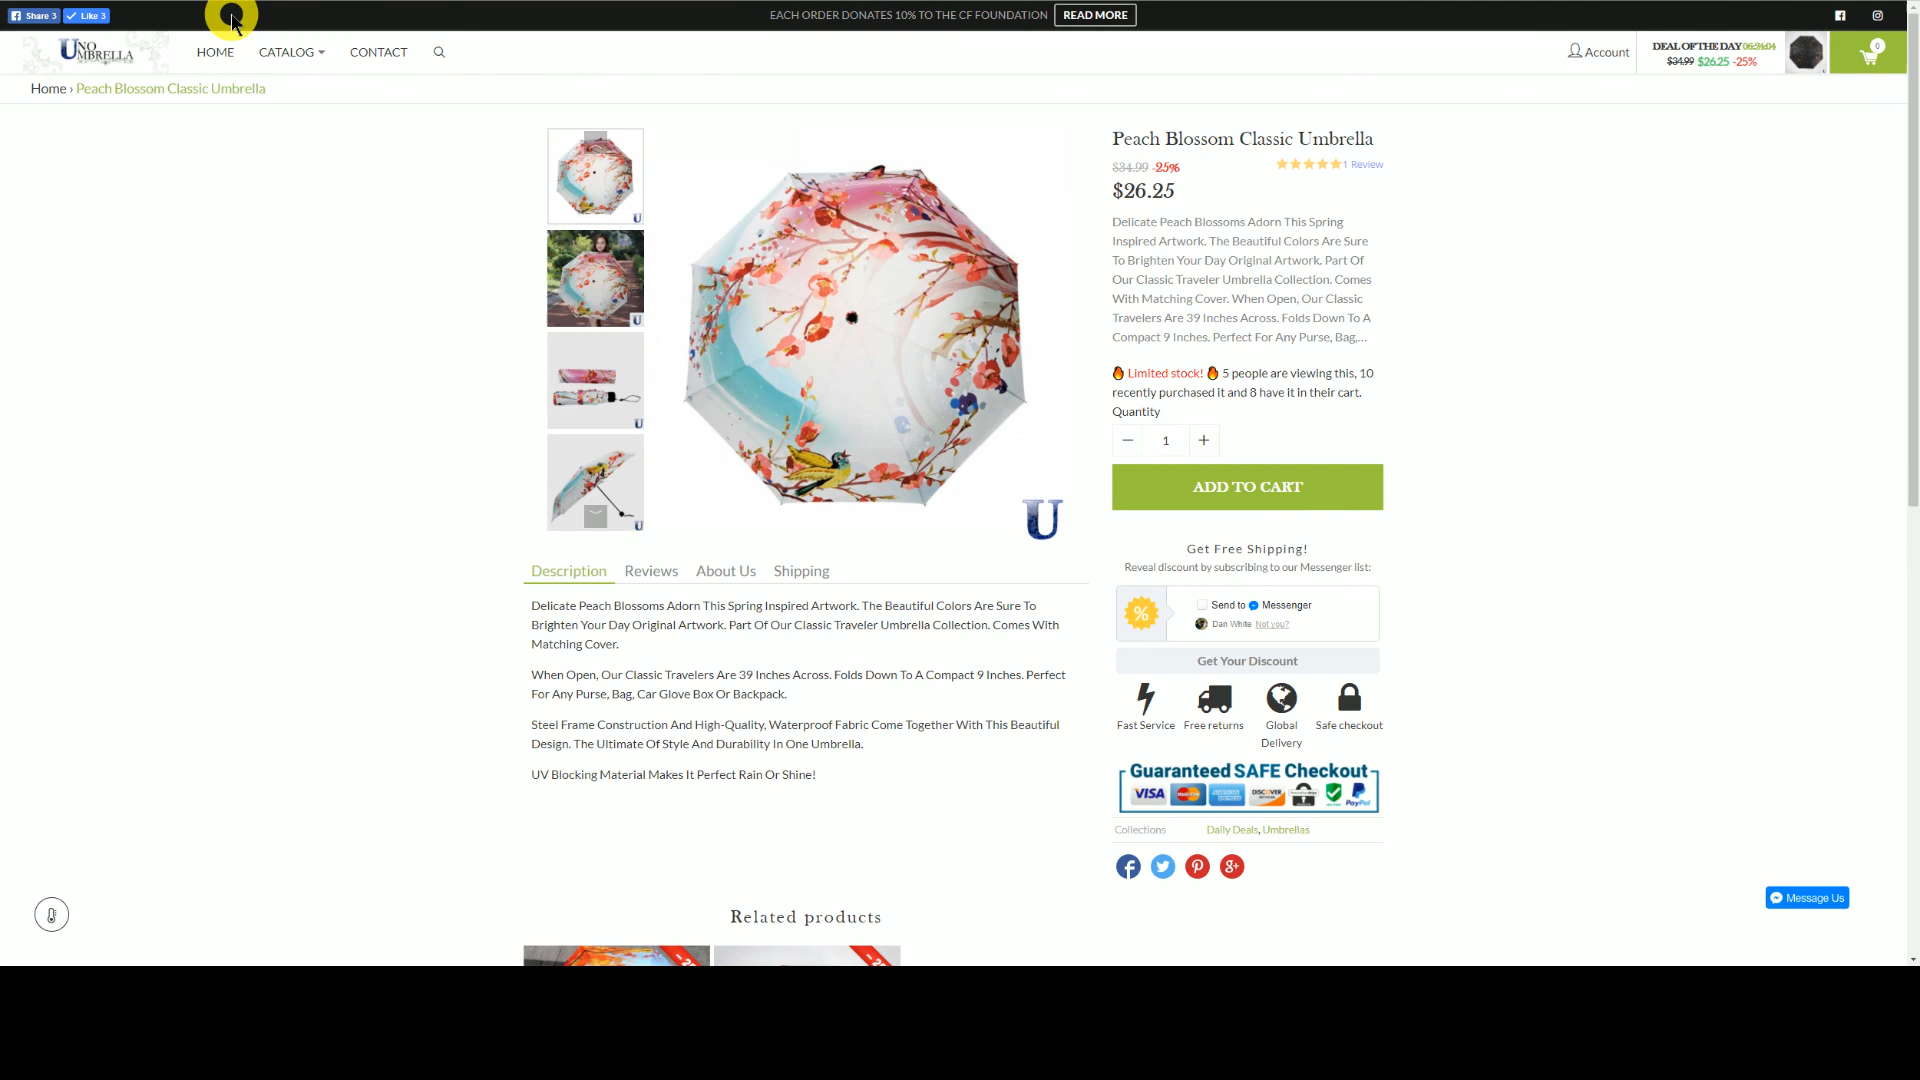 Share 3
Like 3
EACH ORDER DONATES 10% TO THE CF FOUNDATION
READ MORE
UNO UMBRELLA
HOME
CATALOG
CONTACT
Account
DEAL OF THE DAY 06:24:04
$34.99 $26.25 -25%
0
Home › Peach Blossom Classic Umbrella
Peach Blossom Classic Umbrella
$34.99 -25%
1 Review
$26.25
Delicate Peach Blossoms Adorn This Spring
Inspired Artwork. The Beautiful Colors Are Sure
To Brighten Your Day Original Artwork. Part Of
Our Classic Traveler Umbrella Collection. Comes
With Matching Cover. When Open, Our Classic
Travelers Are 39 Inches Across. Folds Down To A
Compact 9 Inches. Perfect For Any Purse, Bag,...
Limited stock! 5 people are viewing this, 10
recently purchased it and 8 have it in their cart.
Quantity
− 1 +
ADD TO CART
U
U
U
U
U
Get Free Shipping!
Reveal discount by subscribing to our Messenger list:
%
Send to Messenger
Dan White Not you?
Get Your Discount
Fast Service
Free returns
Global
Delivery
Safe checkout
Guaranteed SAFE Checkout
VISA
DISCOVER
PayPal
Collections
Daily Deals, Umbrellas
Description
Reviews
About Us
Shipping
Delicate Peach Blossoms Adorn This Spring Inspired Artwork. The Beautiful Colors Are Sure To
Brighten Your Day Original Artwork. Part Of Our Classic Traveler Umbrella Collection. Comes With
Matching Cover.
When Open, Our Classic Travelers Are 39 Inches Across. Folds Down To A Compact 9 Inches. Perfect
For Any Purse, Bag, Car Glove Box Or Backpack.
Steel Frame Construction And High-Quality, Waterproof Fabric Come Together With This Beautiful
Design. The Ultimate Of Style And Durability In One Umbrella.
UV Blocking Material Makes It Perfect Rain Or Shine!
Message Us
Related products